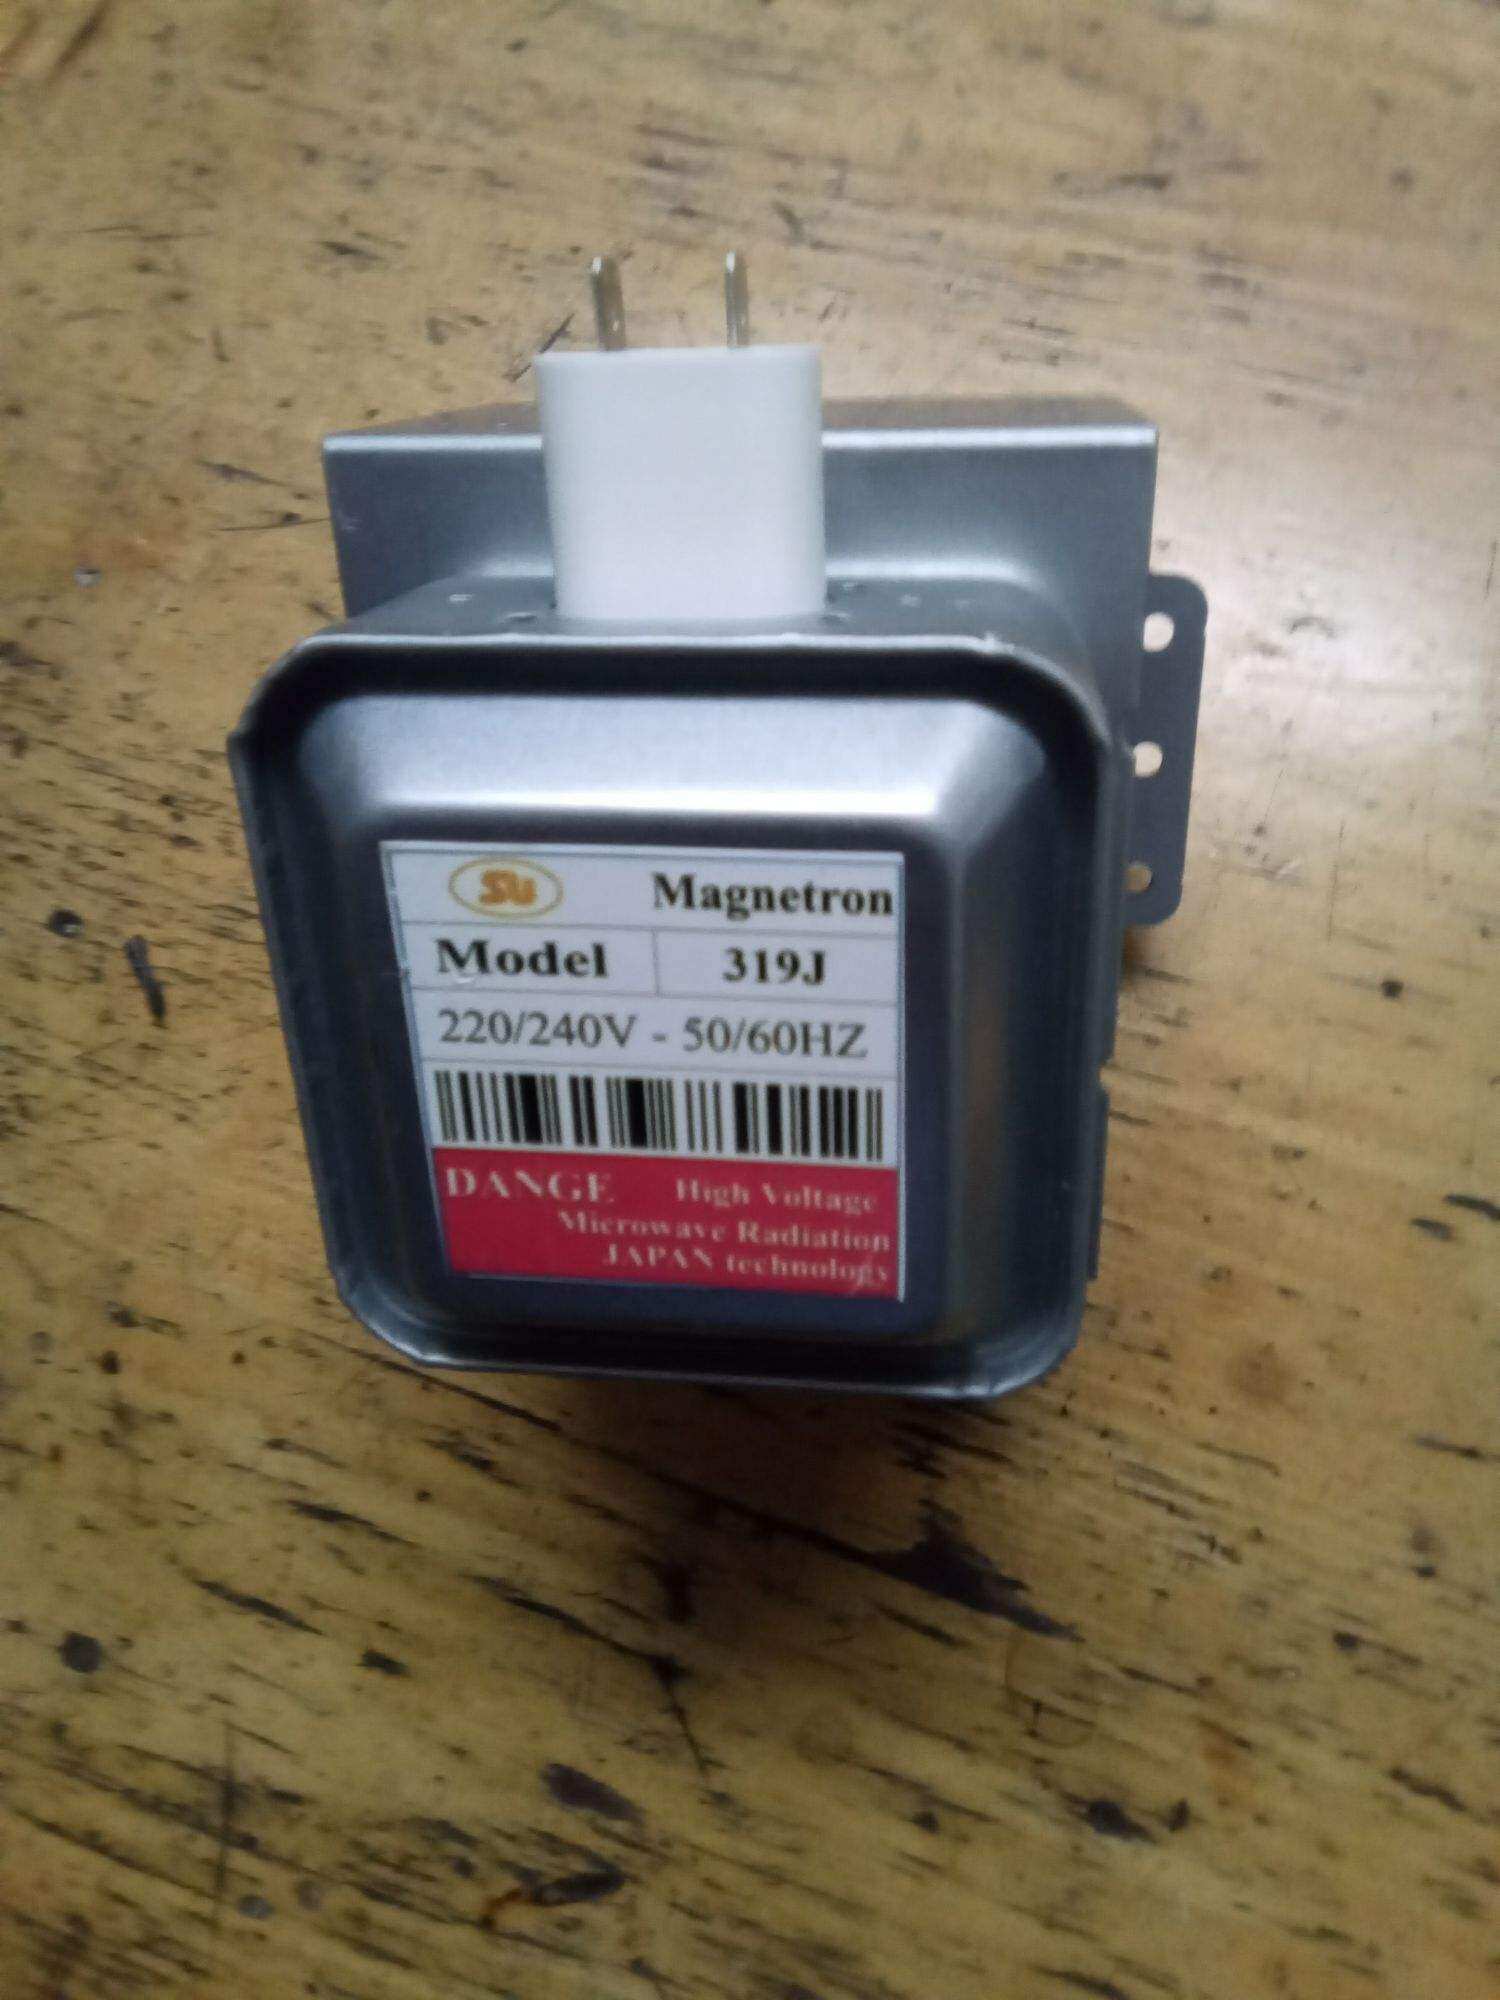 SU Magnetron
Model 319J
220/240V - 50/60HZ
DANGE High Voltage
Microwave Radiation
JAPAN technology